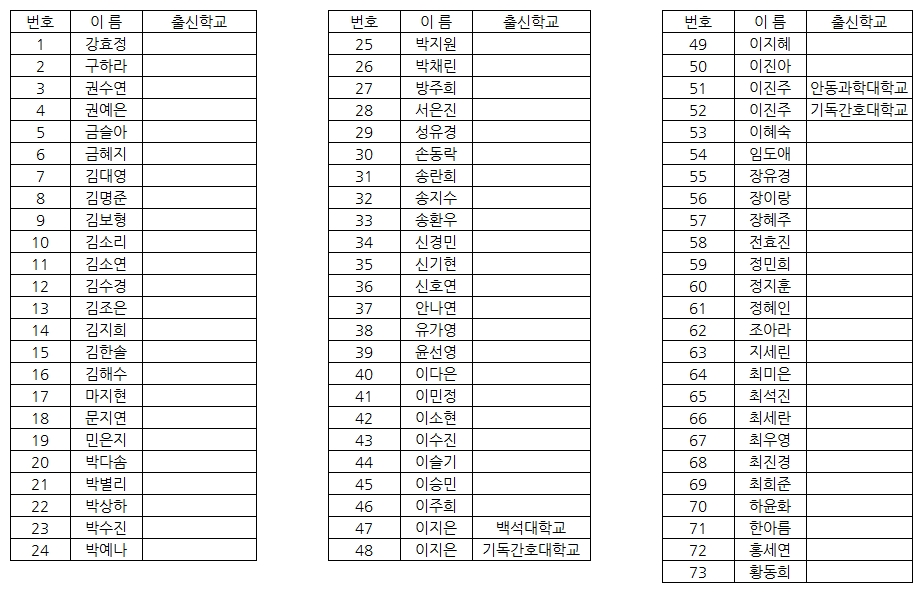 번호 이 름 출신학교
1 강효정
2 구하라
3 권수연
4 권예은
5 금슬아
6 금혜지
7 김대영
8 김명준
9 김보형
10 김소리
11 김소연
12 김수경
13 김조은
14 김지희
15 김한솔
16 김해수
17 마지현
18 문지연
19 민은지
20 박다솜
21 박별리
22 박상하
23 박수진
24 박예나
번호 이 름 출신학교
25 박지원
26 박채린
27 방주희
28 서은진
29 성유경
30 손동락
31 송란희
32 송지수
33 송환우
34 신경민
35 신기현
36 신호연
37 안나연
38 유가영
39 윤선영
40 이다은
41 이민정
42 이소현
43 이수진
44 이슬기
45 이승민
46 이주희
47 이지은 백석대학교
48 이지은 기독간호대학교
번호 이 름 출신학교
49 이지혜
50 이진아
51 이진주 안동과학대학교
52 이진주 기독간호대학교
53 이혜숙
54 임도애
55 장유경
56 장이랑
57 장혜주
58 전효진
59 정민희
60 정지훈
61 정혜인
62 조아라
63 지세린
64 최미은
65 최석진
66 최세란
67 최우영
68 최진경
69 최희준
70 하윤화
71 한아름
72 홍세연
73 황동희